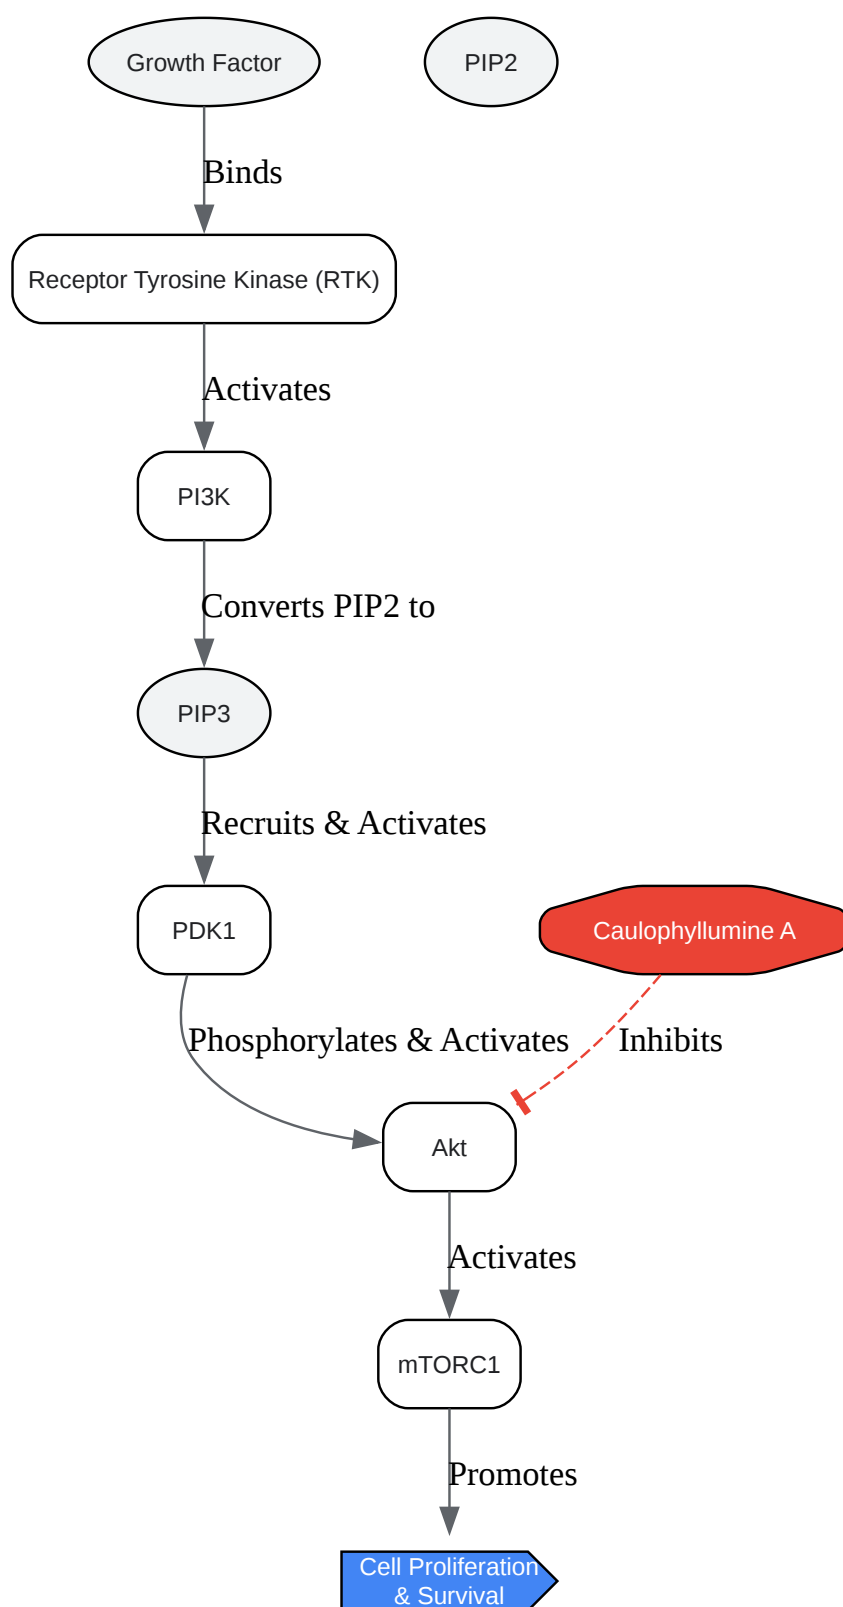 Growth Factor
PIP2
Binds
Receptor Tyrosine Kinase (RTK)
Activates
PI3K
Converts PIP2 to
PIP3
Recruits & Activates
PDK1
Caulophyllumine A
Phosphorylates & Activates
Inhibits
Akt
Activates
mTORC1
Promotes
Cell Proliferation
& Survival